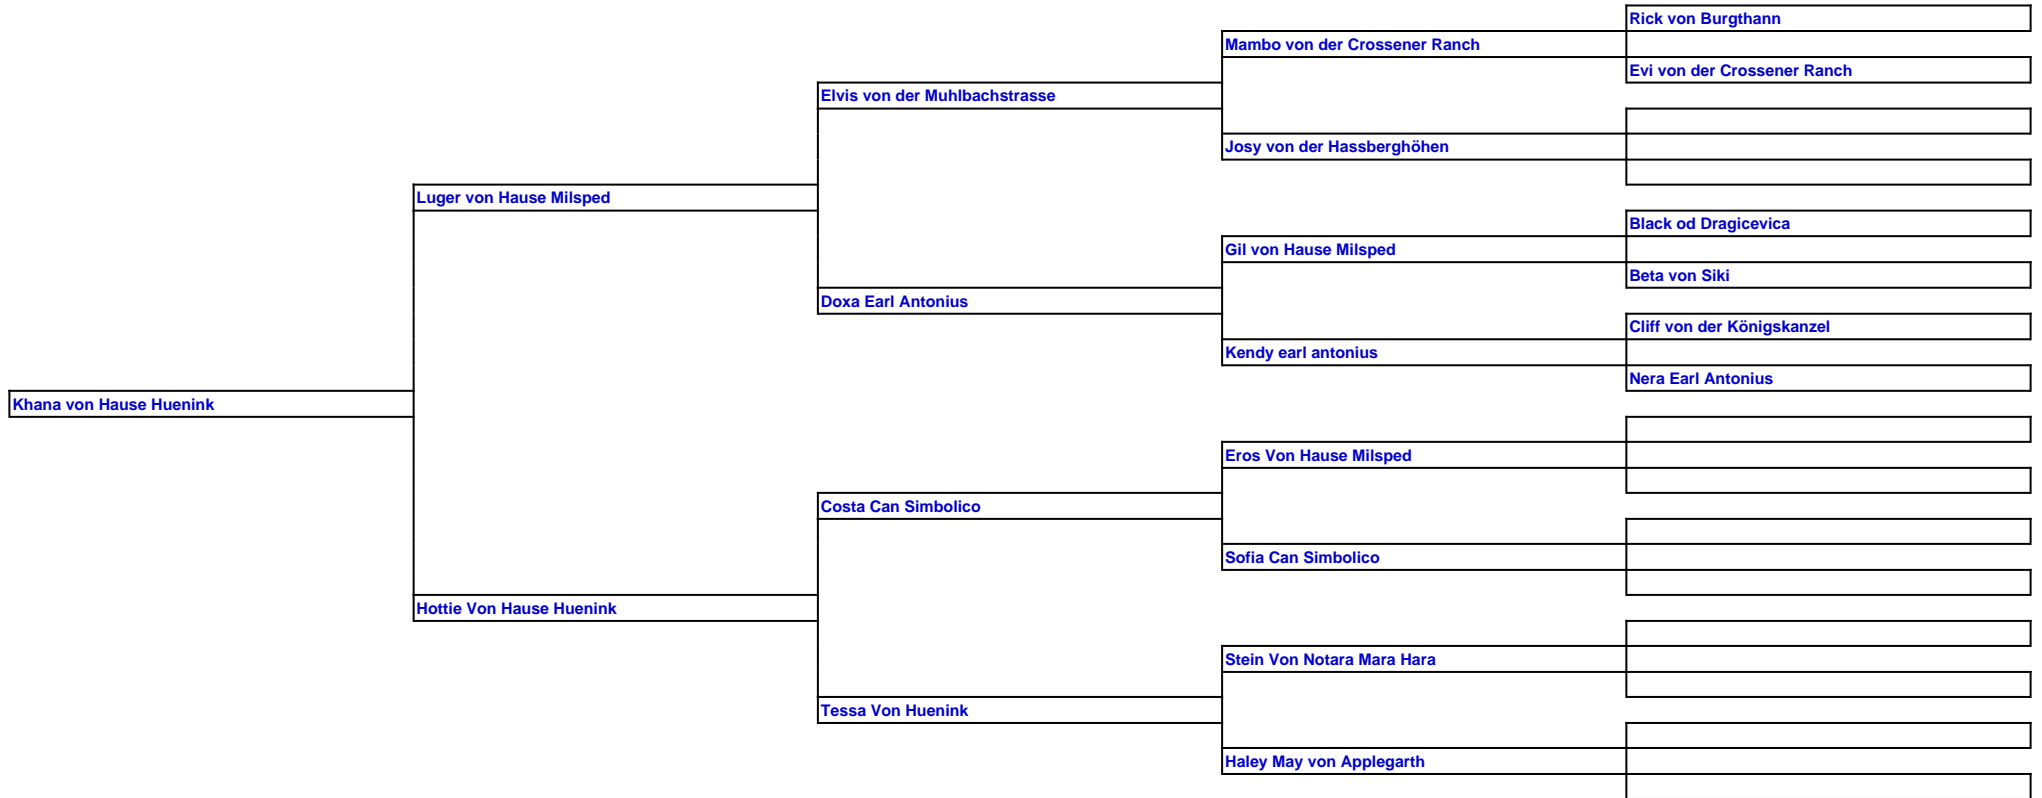 Rick von Burgthann
Mambo von der Crossener Ranch
Evi von der Crossener Ranch
Elvis von der Muhlbachstrasse
Josy von der Hassberghöhen
Luger von Hause Milsped
Black od Dragicevica
Gil von Hause Milsped
Beta von Siki
Doxa Earl Antonius
Cliff von der Königskanzel
Kendy earl antonius
Nera Earl Antonius
Khana von Hause Huenink
Eros Von Hause Milsped
Costa Can Simbolico
Sofia Can Simbolico
Hottie Von Hause Huenink
Stein Von Notara Mara Hara
Tessa Von Huenink
Haley May von Applegarth